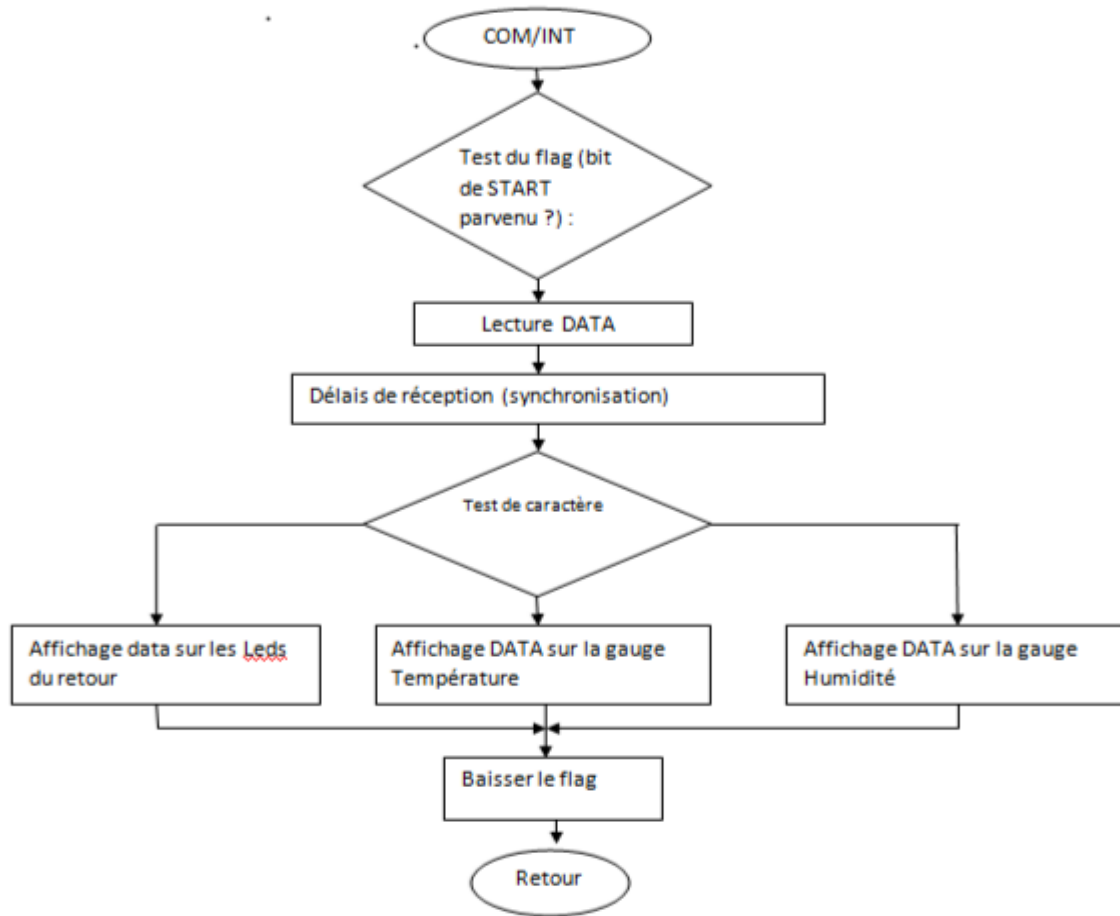 COM/INT
Test du flag (bit
de START
parvenu ?) :
Lecture DATA
Délais de réception (synchronisation)
Test de caractère
Affichage data sur les Leds
du retour
Affichage DATA sur la gauge
Température
Affichage DATA sur la gauge
Humidité
Baisser le flag
Retour